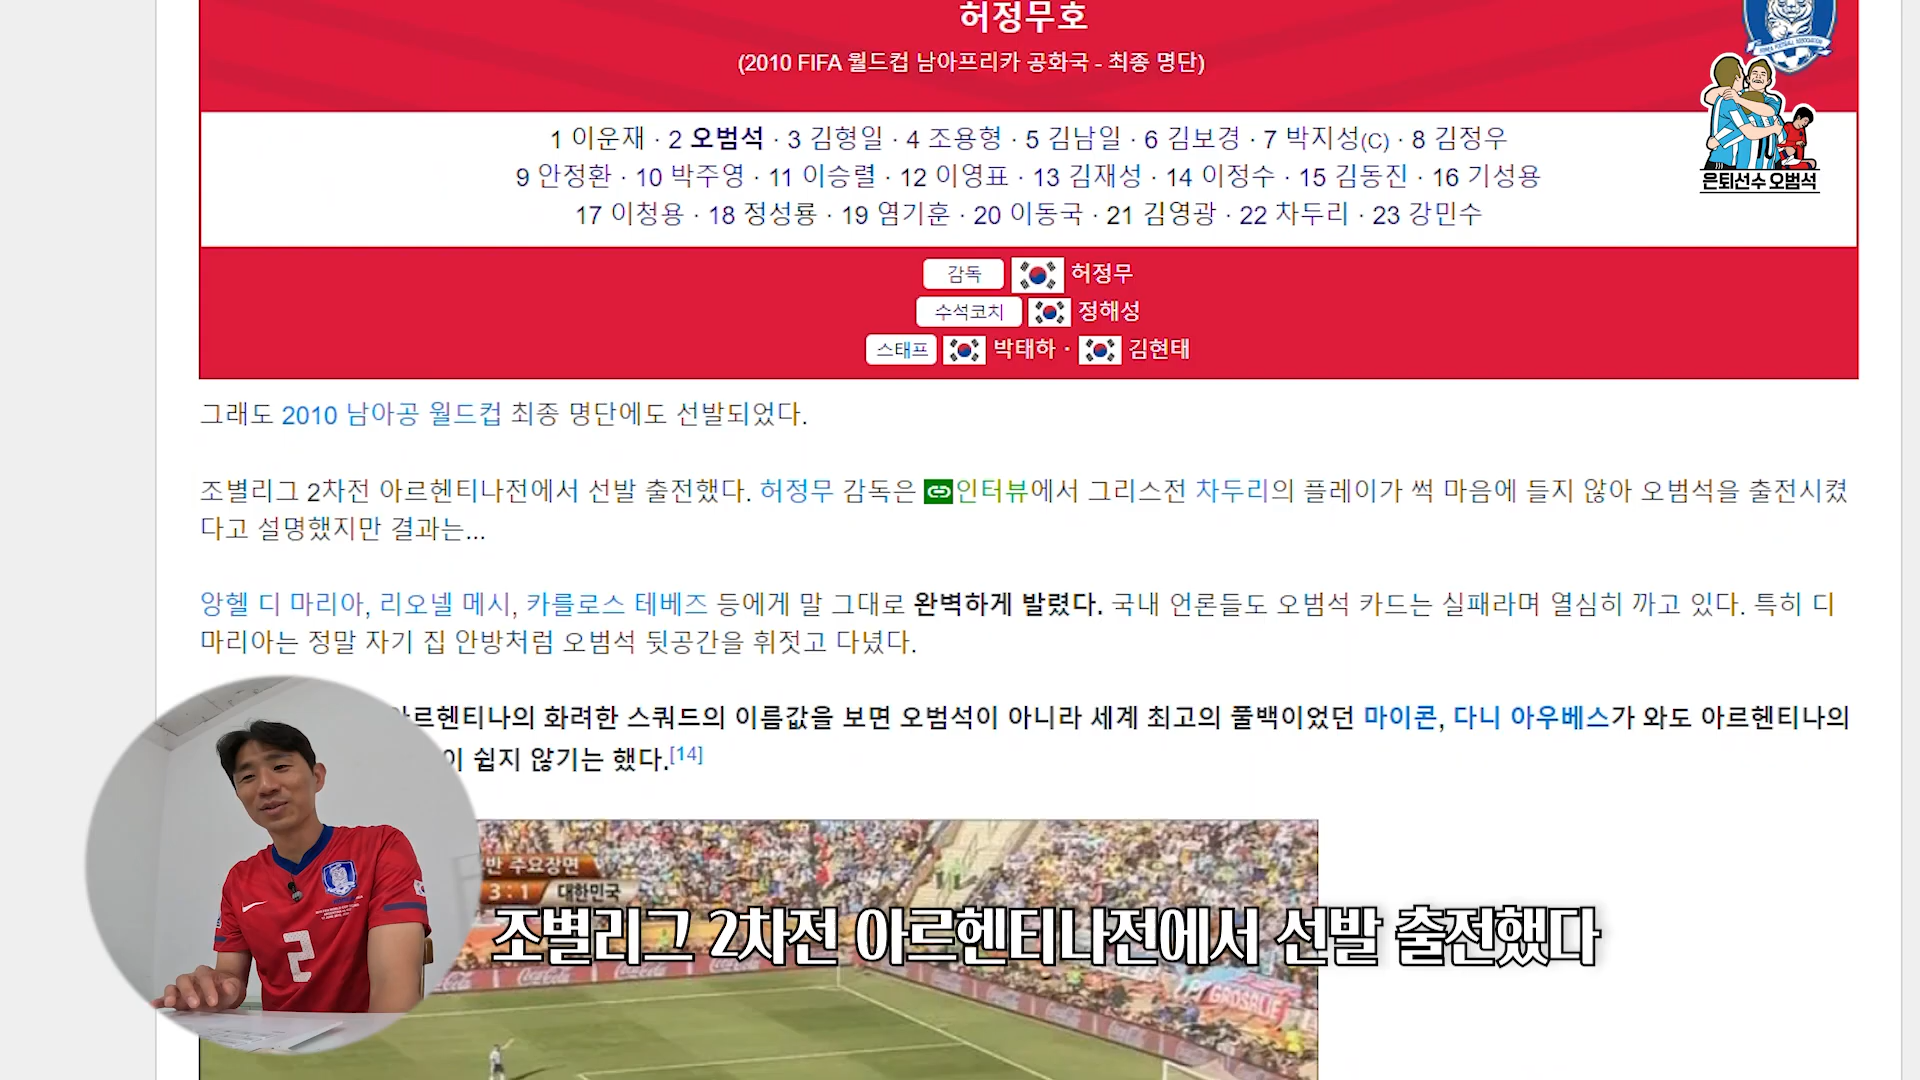 허정무호
(2010 FIFA 월드컵 남아프리카 공화국 - 최종 명단)
1 이운재 · 2 오범석 · 3 김형일 · 4 조용형 · 5 김남일 · 6 김보경 · 7 박지성(C) · 8 김정우
9 안정환 · 10 박주영 · 11 이승렬 · 12 이영표 · 13 김재성 · 14 이정수 · 15 김동진 · 16 기성용
17 이청용 · 18 정성룡 · 19 염기훈 · 20 이동국 · 21 김영광 · 22 차두리 · 23 강민수
은퇴선수 오범석
감독 허정무
수석코치 정해성
스태프 박태하 · 김현태
그래도 2010 남아공 월드컵 최종 명단에도 선발되었다.
조별리그 2차전 아르헨티나전에서 선발 출전했다. 허정무 감독은 인터뷰에서 그리스전 차두리의 플레이가 썩 마음에 들지 않아 오범석을 출전시켰
다고 설명했지만 결과는...
앙헬 디 마리아, 리오넬 메시, 카를로스 테베즈 등에게 말 그대로 완벽하게 발렸다. 국내 언론들도 오범석 카드는 실패라며 열심히 까고 있다. 특히 디
마리아는 정말 자기 집 안방처럼 오범석 뒷공간을 휘젓고 다녔다.
아르헨티나의 화려한 스쿼드의 이름값을 보면 오범석이 아니라 세계 최고의 풀백이었던 마이콘, 다니 아우베스가 와도 아르헨티나의
이 쉽지 않기는 했다.[14]
반 주요장면
3 : 1 대한민국
2
조별리그 2차전 아르헨티나전에서 선발 출전했다